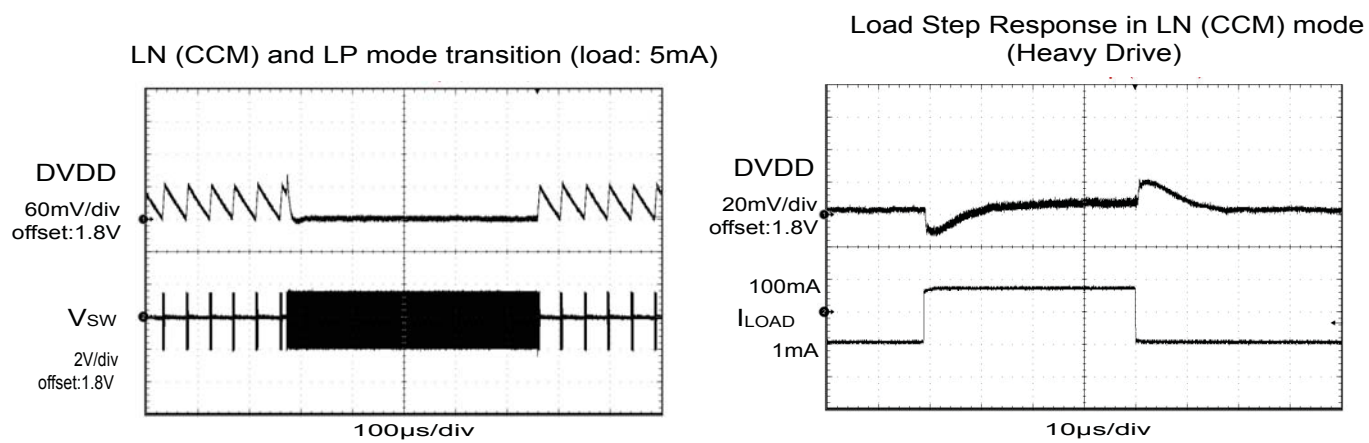 LN (CCM) and LP mode transition (load: 5mA)
DVDD
60mV/div
offset:1.8V
VSW
2V/div
offset:1.8V
100µs/div
Load Step Response in LN (CCM) mode
(Heavy Drive)
DVDD
20mV/div
offset:1.8V
100mA
ILOAD
1mA
10µs/div